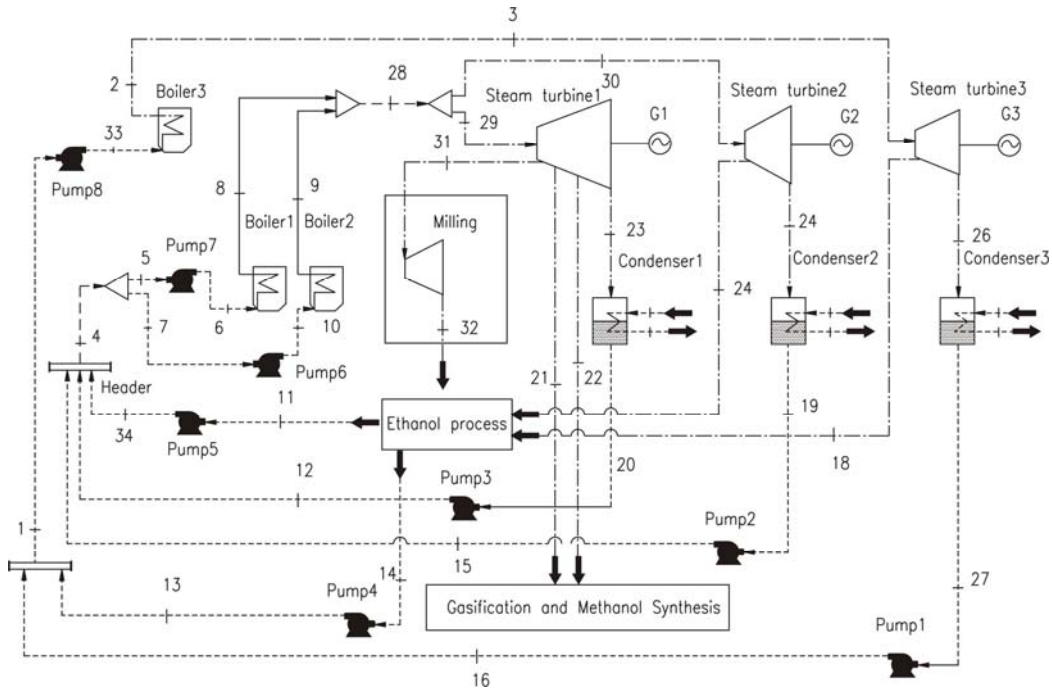 3
2
Boiler3
28
30
Steam turbine1
Steam turbine2
Steam turbine3
33
29
G1
G2
G3
Pump8
31
8
9
Milling
Boiler1
Boiler2
23
24
26
Pump7
5
Condenser1
Condenser2
Condenser3
24
4
7
6
10
32
Pump6
21
22
Header
11
19
34
Pump5
Ethanol process
18
12
20
Pump3
1
Pump2
15
14
13
27
Pump4
Gasification and Methanol Synthesis
Pump1
16